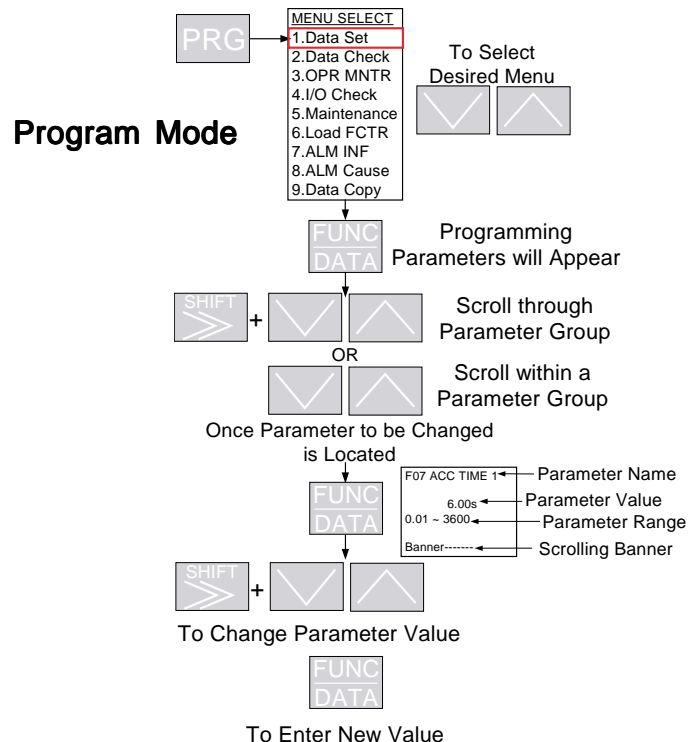 PRG
MENU SELECT
1.Data Set
2.Data Check
3.OPR MNTR
4.I/O Check
5.Maintenance
6.Load FCTR
7.ALM INF
8.ALM Cause
9.Data Copy
To Select
Desired Menu
Program Mode
FUNC
DATA
Programming
Parameters will Appear
SHIFT
+
Scroll through
Parameter Group
OR
Scroll within a
Parameter Group
Once Parameter to be Changed
is Located
FUNC
DATA
F07 ACC TIME 1
6.00s
0.01 ~ 3600
Banner-------
Parameter Name
Parameter Value
Parameter Range
Scrolling Banner
SHIFT
+
To Change Parameter Value
FUNC
DATA
To Enter New Value